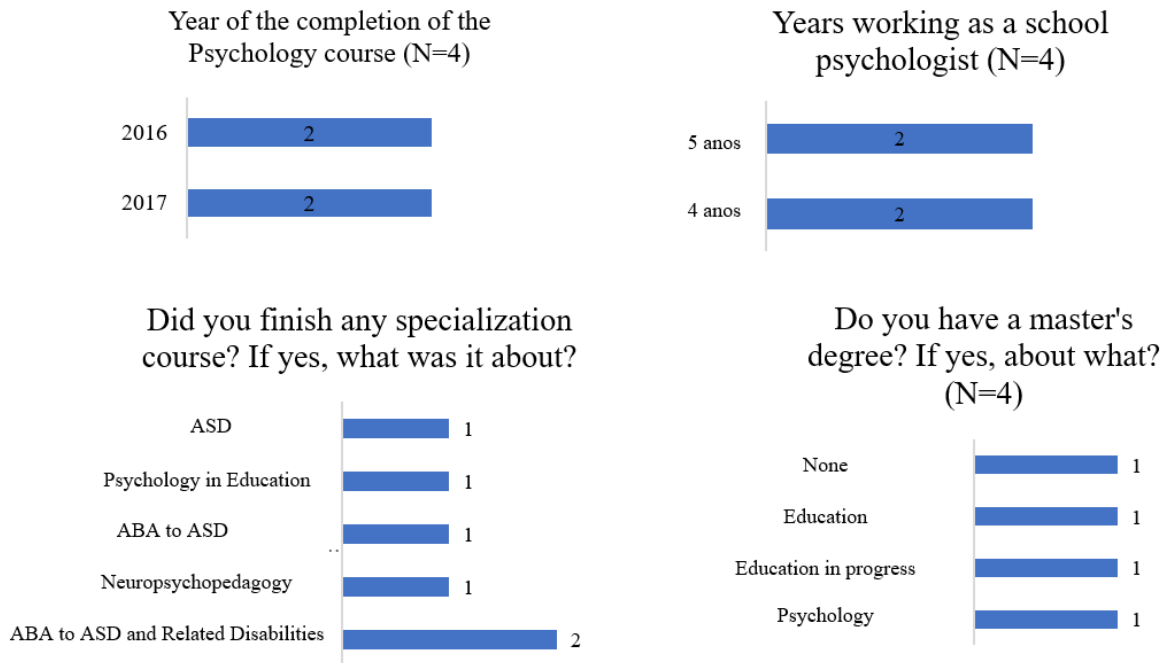 Year of the completion of the
Psychology course (N=4)
2016
2
2017
2
Years working as a school
psychologist (N=4)
5 anos
2
4 anos
2
Did you finish any specialization
course? If yes, what was it about?
ASD
1
Psychology in Education
1
ABA to ASD
1
..
Neuropsychopedagogy
1
ABA to ASD and Related Disabilities
2
Do you have a master's
degree? If yes, about what?
(N=4)
None
1
Education
1
Education in progress
1
Psychology
1